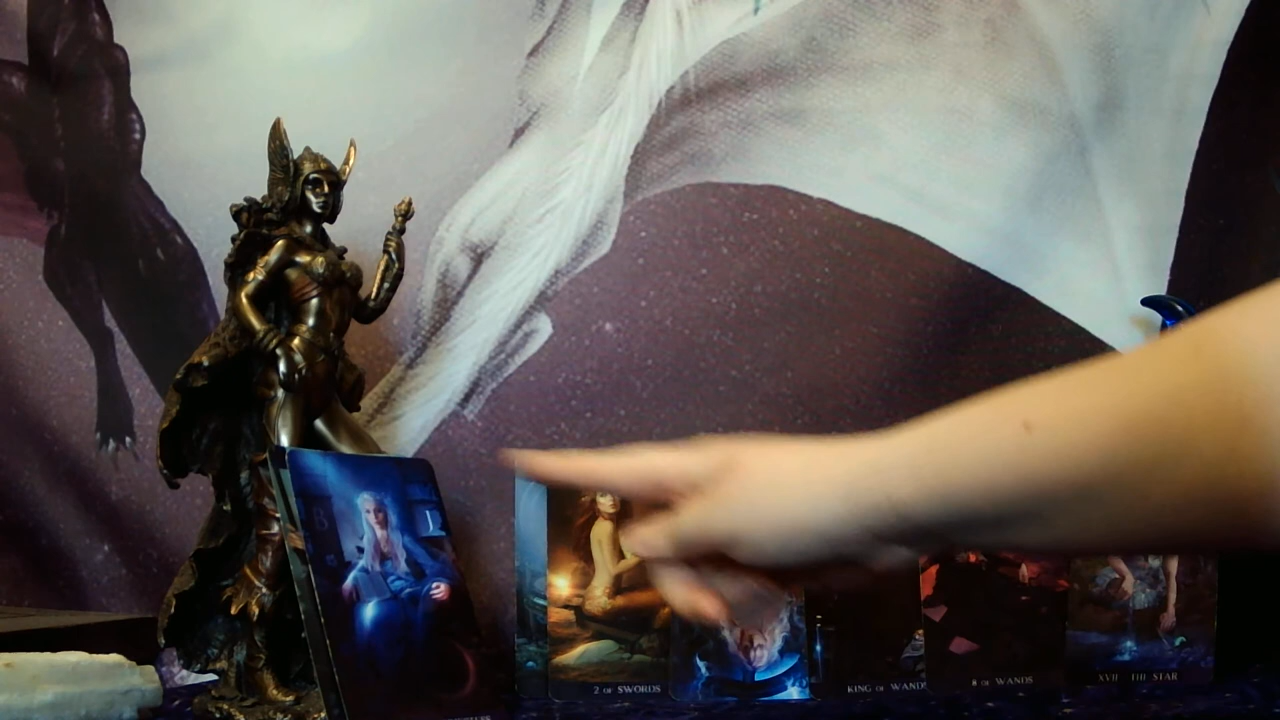 B
2 OF SWORDS
KING OF WANDS
8 OF WANDS
XVII THE STAR